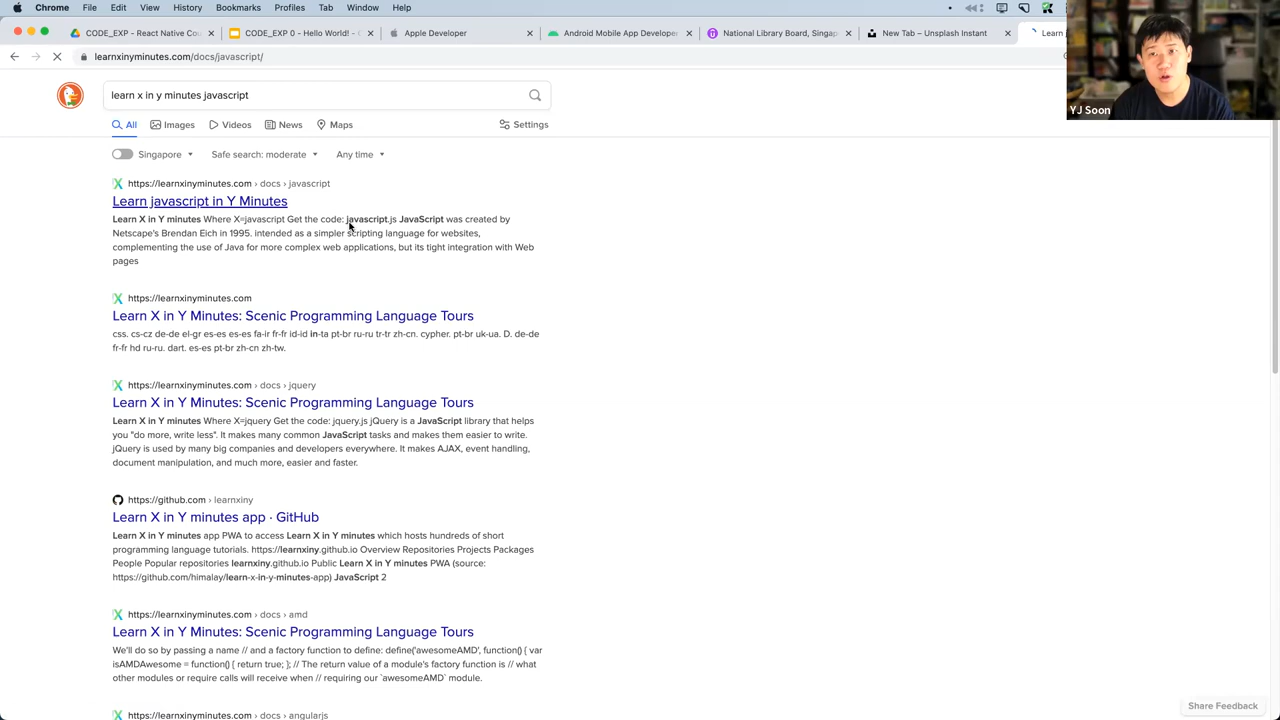 Chrome File Edit View History Bookmarks Profiles Tab Window Help
CODE_EXP - React Native Cou
CODE_EXP 0 - Hello World! -
Apple Developer
Android Mobile App Developer
National Library Board, Singap
New Tab – Unsplash Instant
Learn j
learnxinyminutes.com/docs/javascript/
YJ Soon
learn x in y minutes javascript
All Images Videos News Maps Settings
Singapore Safe search: moderate Any time
https://learnxinyminutes.com › docs › javascript
Learn javascript in Y Minutes
Learn X in Y minutes Where X=javascript Get the code: javascript.js JavaScript was created by
Netscape's Brendan Eich in 1995. intended as a simpler scripting language for websites,
complementing the use of Java for more complex web applications, but its tight integration with Web
pages
https://learnxinyminutes.com
Learn X in Y Minutes: Scenic Programming Language Tours
css. cs-cz de-de el-gr es-es es-es fa-ir fr-fr id-id in-ta pt-br ru-ru tr-tr zh-cn. cypher. pt-br uk-ua. D. de-de
fr-fr hd ru-ru. dart. es-es pt-br zh-cn zh-tw.
https://learnxinyminutes.com › docs › jquery
Learn X in Y Minutes: Scenic Programming Language Tours
Learn X in Y minutes Where X=jquery Get the code: jquery.js jQuery is a JavaScript library that helps
you "do more, write less". It makes many common JavaScript tasks and makes them easier to write.
jQuery is used by many big companies and developers everywhere. It makes AJAX, event handling,
document manipulation, and much more, easier and faster.
https://github.com › learnxiny
Learn X in Y minutes app · GitHub
Learn X in Y minutes app PWA to access Learn X in Y minutes which hosts hundreds of short
programming language tutorials. https://learnxiny.github.io Overview Repositories Projects Packages
People Popular repositories learnxiny.github.io Public Learn X in Y minutes PWA (source:
https://github.com/himalay/learn-x-in-y-minutes-app) JavaScript 2
https://learnxinyminutes.com › docs › amd
Learn X in Y Minutes: Scenic Programming Language Tours
We'll do so by passing a name // and a factory function to define: define('awesomeAMD', function() { var
isAMDAwesome = function() { return true; }; // The return value of a module's factory function is // what
other modules or require calls will receive when // requiring our `awesomeAMD` module.
https://learnxinyminutes.com › docs › angularjs
Share Feedback